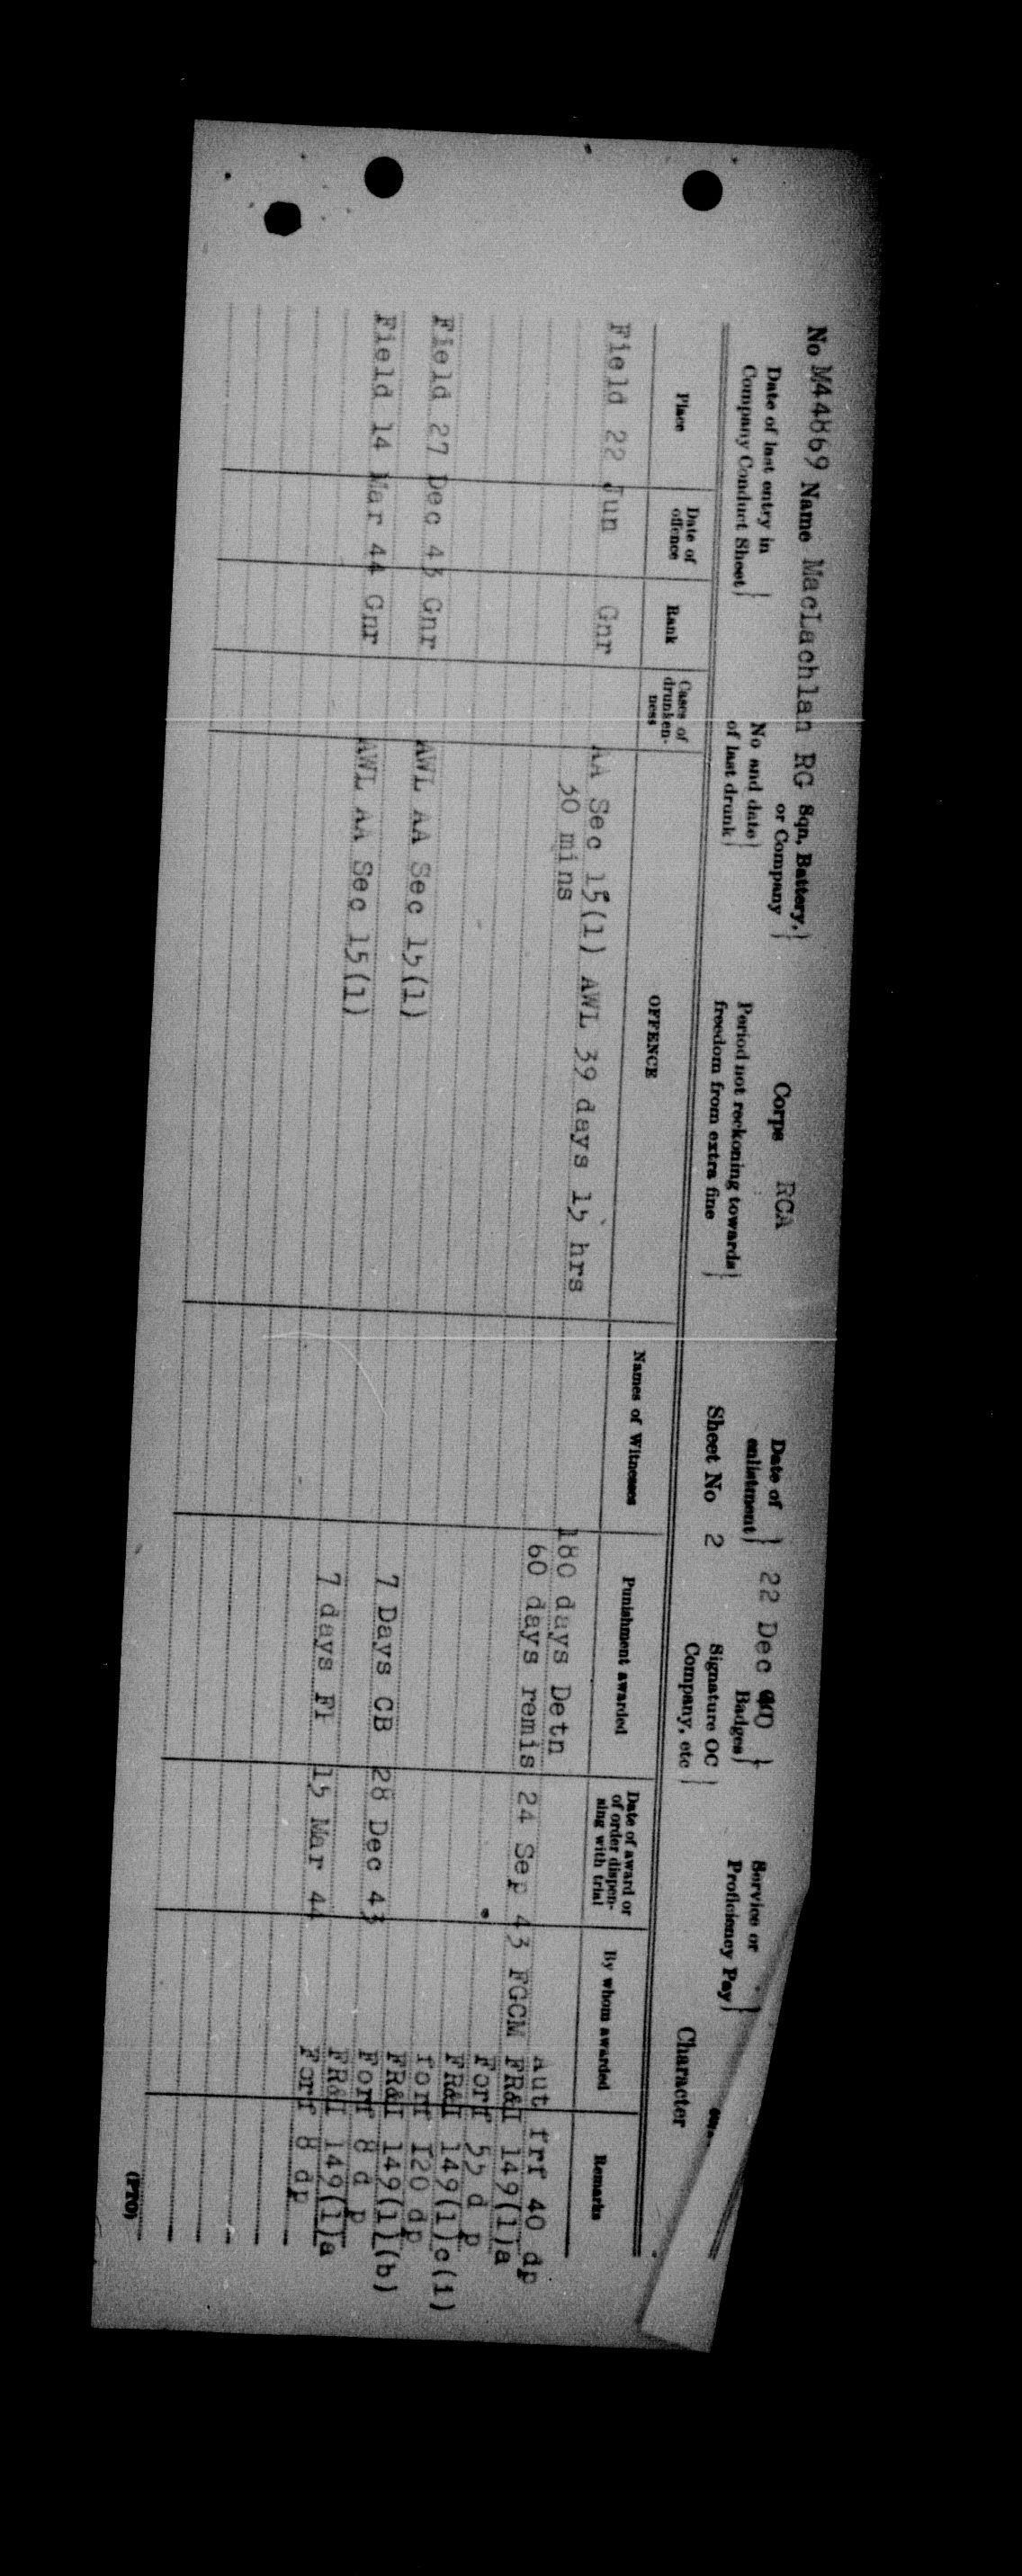 No M44869 Name MacLachlan RG Sqn, Battery, or Company Corps RCA Date of enlistment 22 Dec Badges Service or Proficiency Pay
Date of last entry in Company Conduct Sheet No and date of last drunk Period not reckoning towards freedom from extra fine Sheet No 2 Signature OC Company, etc Character
Place Date of offence Rank Cases of drunken-ness OFFENCE Names of Witnesses Punishment awarded Date of award or of order dispen-sing with trial By whom awarded Remarks
Field 22 Jun Gnr AA Sec 15(1) AWL 39 days 15 hrs 180 days Detn Aut frf 40 dp
30 mins 60 days remis 24 Sep 43 FGCM FR&I 149(1)a
Forf 55 d p
FR&I 149(1)c(i)
forf 120 dp
Field 27 Dec 43 Gnr AWL AA Sec 15(1) 7 Days CB 28 Dec 43 FR&I 149(1)(b)
Forf 8 d p
Field 14 Mar 44 Gnr AWL AA Sec 15(1) 7 days FP 15 Mar 44 FR&I 149(1)a
Forf 8 dp
(PTO)